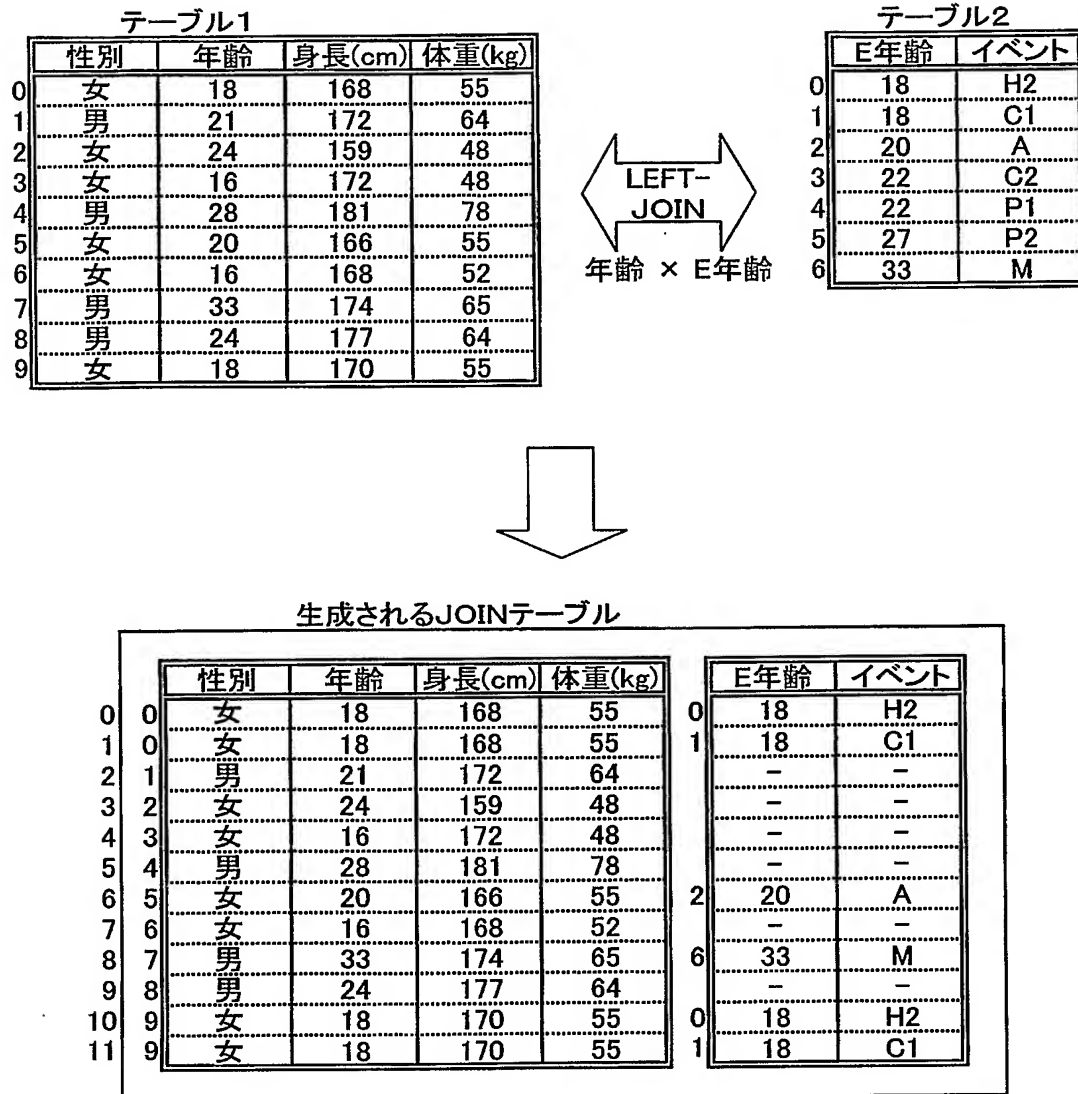 テーブル1
性別 年齢 身長(cm) 体重(kg)
0 女 18 168 55
1 男 21 172 64
2 女 24 159 48
3 女 16 172 48
4 男 28 181 78
5 女 20 166 55
6 女 16 168 52
7 男 33 174 65
8 男 24 177 64
9 女 18 170 55
LEFT-
JOIN
年齢 × E年齢
テーブル2
E年齢 イベント
0 18 H2
1 18 C1
2 20 A
3 22 C2
4 22 P1
5 27 P2
6 33 M
生成されるJOINテーブル
性別 年齢 身長(cm) 体重(kg) E年齢 イベント
0 0 女 18 168 55 0 18 H2
1 0 女 18 168 55 1 18 C1
2 1 男 21 172 64 − −
3 2 女 24 159 48 − −
4 3 女 16 172 48 − −
5 4 男 28 181 78 − −
6 5 女 20 166 55 2 20 A
7 6 女 16 168 52 − −
8 7 男 33 174 65 6 33 M
9 8 男 24 177 64 − −
10 9 女 18 170 55 0 18 H2
11 9 女 18 170 55 1 18 C1